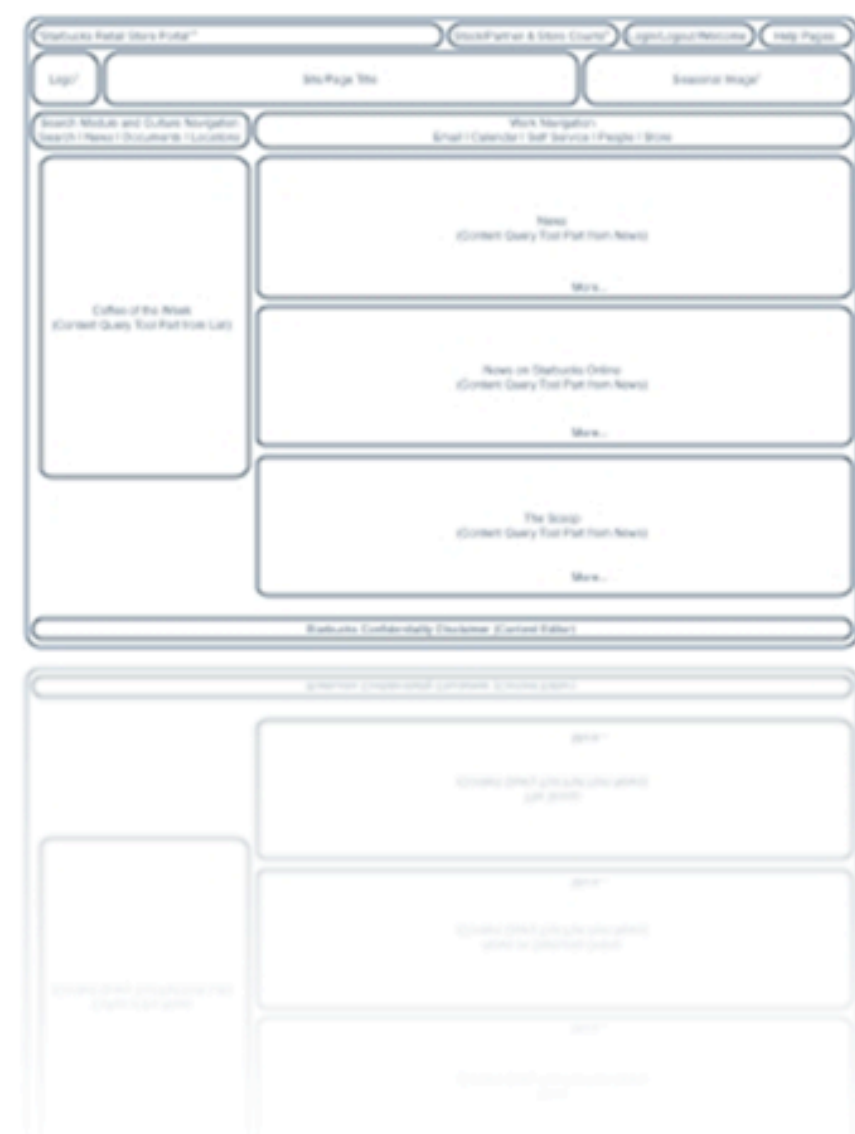 "Starbucks Retail Store Portal"
Stock/Partner & Store Counts*
Login/Logout/Welcome
Help Pages
Logo*
Site/Page Title
Seasonal Image*
Search Module and Culture Navigation
Search | News | Documents | Locations
Work Navigation
Email | Calendar | Self Service | People | Store
News
(Content Query Tool Part from News)
More...
Coffee of the Week
(Content Query Tool Part from List)
News on Starbucks Online
(Content Query Tool Part from News)
More...
The Scoop
(Content Query Tool Part from News)
More...
Starbucks Confidentiality Disclaimer (Content Editor)